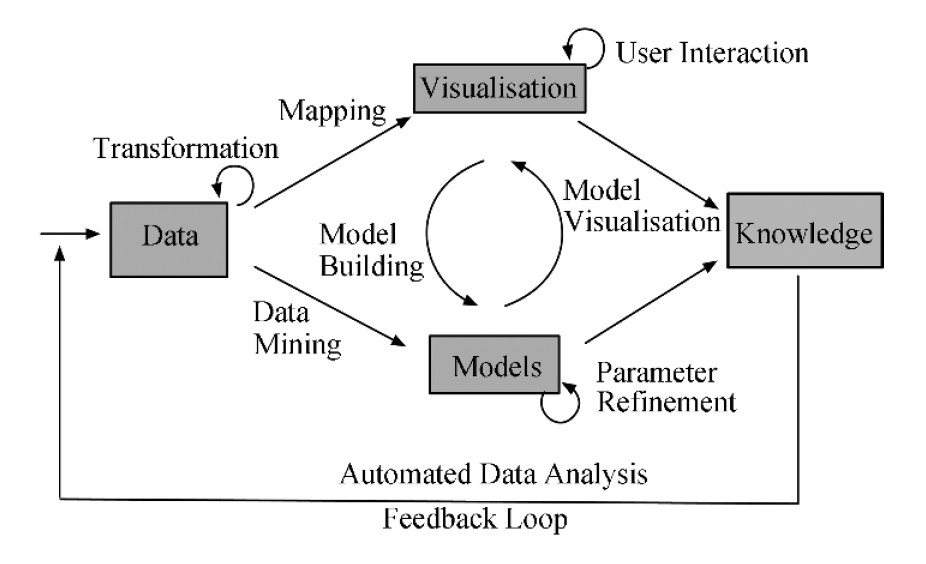 User Interaction
Visualisation
Mapping
Transformation
Data
Model
Building
Model
Visualisation
Knowledge
Data
Mining
Models
Parameter
Refinement
Automated Data Analysis
Feedback Loop